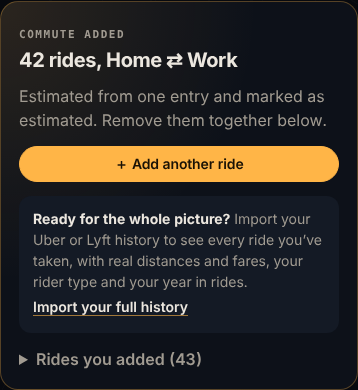 COMMUTE ADDED
42 rides, Home ⇄ Work
Estimated from one entry and marked as
estimated. Remove them together below.
+ Add another ride
Ready for the whole picture? Import your
Uber or Lyft history to see every ride you've
taken, with real distances and fares, your
rider type and your year in rides.
Import your full history
▶ Rides you added (43)